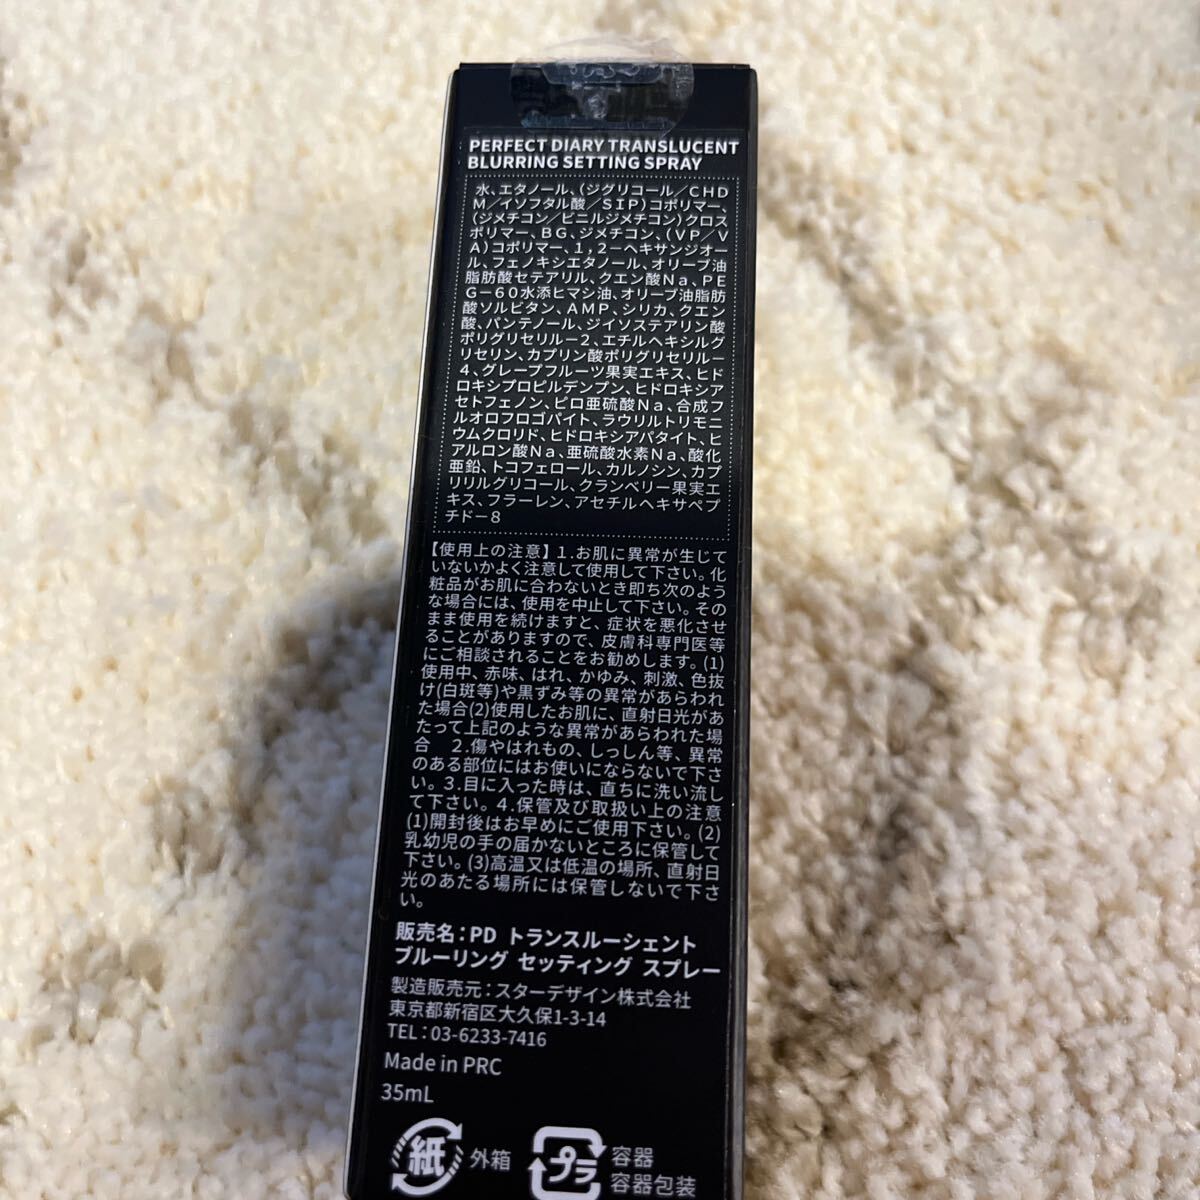 PERFECT DIARY TRANSLUCENT
BLURRING SETTING SPRAY
水、エタノール、(ジグリコール／CHD
M／イソフタル酸／SIP)コポリマー、
(ジメチコン／ビニルジメチコン)クロス
ポリマー、BG、ジメチコン、(VP／V
A)コポリマー、1,2－ヘキサンジオー
ル、フェノキシエタノール、オリーブ油
脂肪酸セテアリル、クエン酸Na、PE
G－60水添ヒマシ油、オリーブ油脂肪
酸ソルビタン、AMP、シリカ、クエン
酸、パンテノール、ジイソステアリン酸
ポリグリセリル－2、エチルヘキシルグ
リセリン、カプリン酸ポリグリセリル－
4、グレープフルーツ果実エキス、ヒド
ロキシプロピルデンプン、ヒドロキシア
セトフェノン、ピロ亜硫酸Na、合成フ
ルオロフロゴパイト、ラウリルトリモニ
ウムクロリド、ヒドロキシアパタイト、ヒ
アルロン酸Na、亜硫酸水素Na、酸化
亜鉛、トコフェロール、カルノシン、カプ
リリルグリコール、クランベリー果実エ
キス、フラーレン、アセチルヘキサペプ
チド－8
【使用上の注意】1.お肌に異常が生じて
いないかよく注意して使用して下さい。化
粧品がお肌に合わないとき即ち次のよう
な場合には、使用を中止して下さい。その
まま使用を続けますと、症状を悪化させ
ることがありますので、皮膚科専門医等
にご相談されることをお勧めします。(1)
使用中、赤味、はれ、かゆみ、刺激、色抜
け(白斑等)や黒ずみ等の異常があらわれ
た場合(2)使用したお肌に、直射日光があ
たって上記のような異常があらわれた場
合　2.傷やはれもの、しっしん等、異常
のある部位にはお使いにならないで下さ
い。3.目に入った時は、直ちに洗い流し
て下さい。4.保管及び取扱い上の注意
(1)開封後はお早めにご使用下さい。(2)
乳幼児の手の届かないところに保管して
下さい。(3)高温又は低温の場所、直射日
光のあたる場所には保管しないで下さ
い。
販売名：PD トランスルーシェント
ブルーリング セッティング スプレー
製造販売元：スターデザイン株式会社
東京都新宿区大久保1-3-14
TEL：03-6233-7416
Made in PRC
35mL
紙 外箱
プラ 容器
容器包装